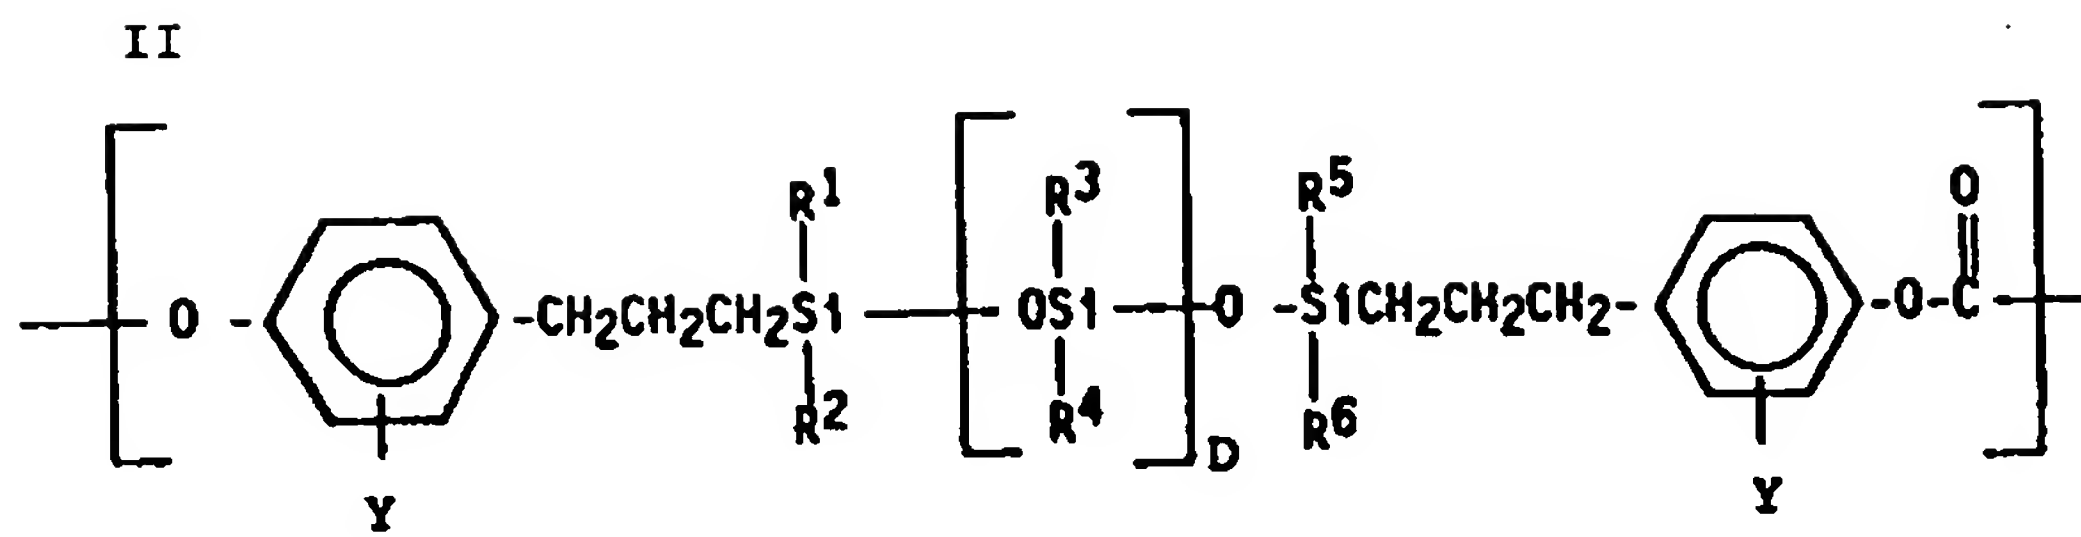 II
R1 R3 R5 O
O - -CH2CH2CH2Si OSi O -SiCH2CH2CH2- -O-C
R2 R4 R6
D
Y Y